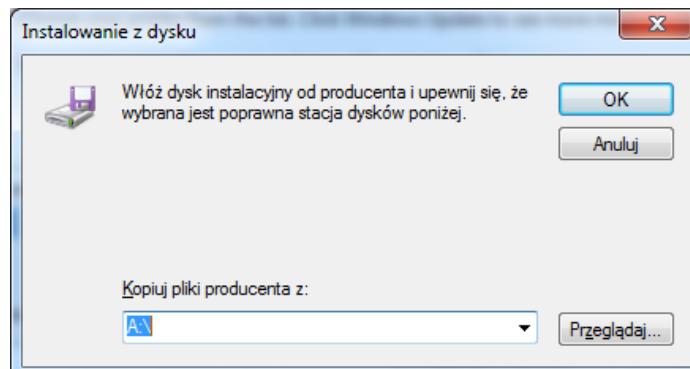 Instalowanie z dysku
Włóż dysk instalacyjny od producenta i upewnij się, że
wybrana jest poprawna stacja dysków poniżej.
OK
Anuluj
Kopiuj pliki producenta z:
A:\
Przeglądaj...